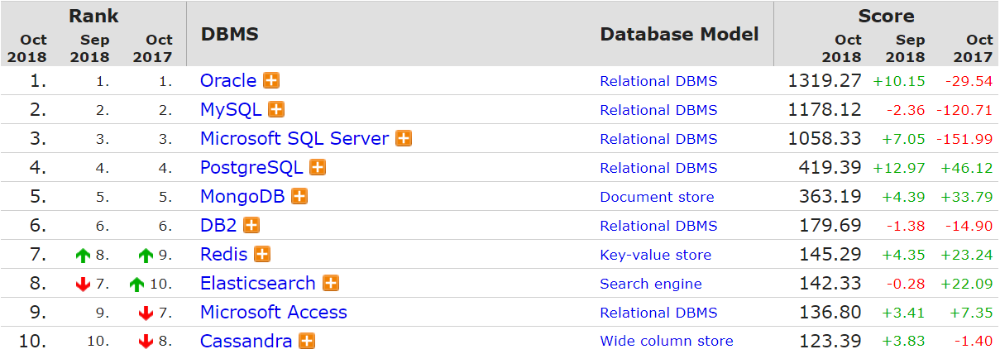 Rank DBMS Database Model Score
Oct 2018 Sep 2018 Oct 2017 Oct 2018 Sep 2018 Oct 2017
1. 1. 1. Oracle Relational DBMS 1319.27 +10.15 -29.54
2. 2. 2. MySQL Relational DBMS 1178.12 -2.36 -120.71
3. 3. 3. Microsoft SQL Server Relational DBMS 1058.33 +7.05 -151.99
4. 4. 4. PostgreSQL Relational DBMS 419.39 +12.97 +46.12
5. 5. 5. MongoDB Document store 363.19 +4.39 +33.79
6. 6. 6. DB2 Relational DBMS 179.69 -1.38 -14.90
7. 8. 9. Redis Key-value store 145.29 +4.35 +23.24
8. 7. 10. Elasticsearch Search engine 142.33 -0.28 +22.09
9. 9. 7. Microsoft Access Relational DBMS 136.80 +3.41 +7.35
10. 10. 8. Cassandra Wide column store 123.39 +3.83 -1.40